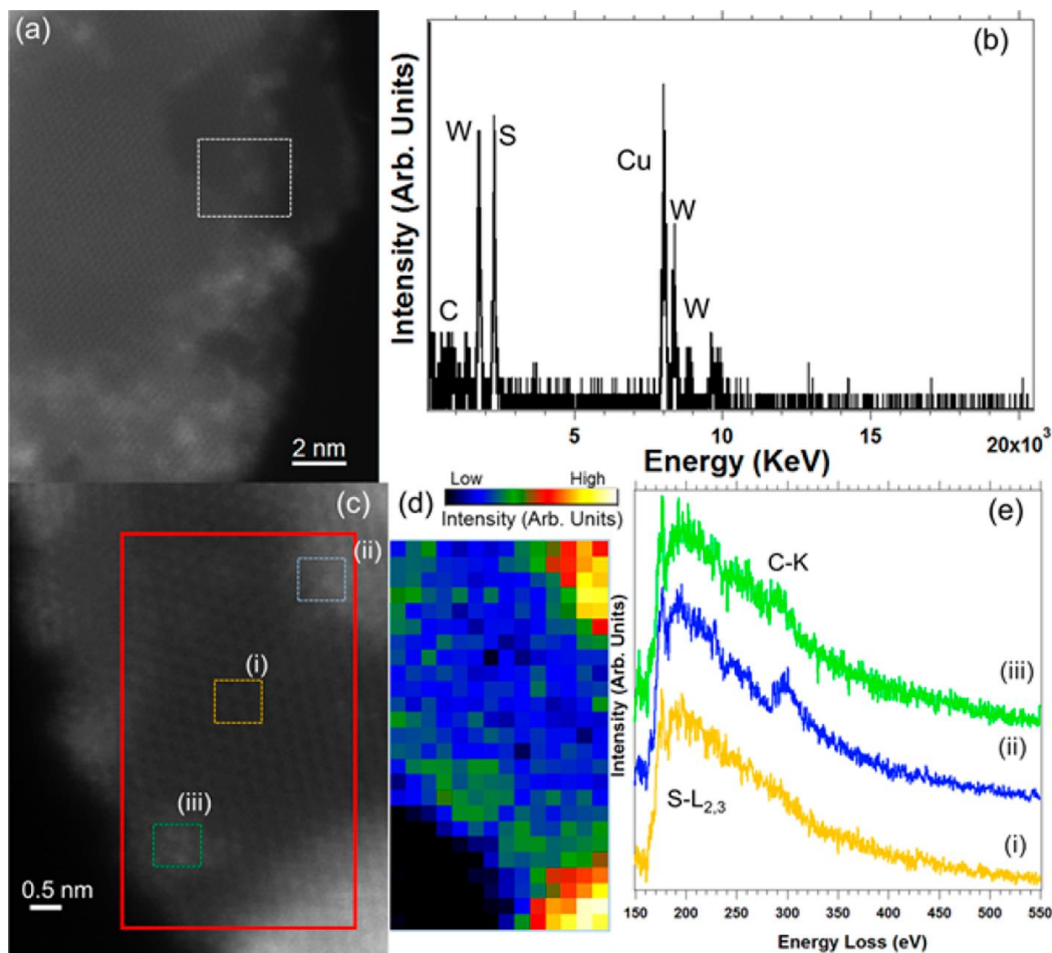 (a)
2 nm
(b)
Intensity (Arb. Units)
C
W
S
Cu
W
W
5
10
15
20x10³
Energy (KeV)
(c)
(i)
(ii)
(iii)
0.5 nm
(d)
Low
High
Intensity (Arb. Units)
(e)
Intensity (Arb. Units)
C-K
S-L₂,₃
(iii)
(ii)
(i)
150
200
250
300
350
400
450
500
550
Energy Loss (eV)